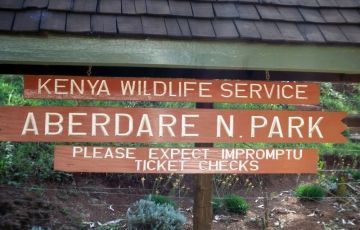 KENYA WILDLIFE SERVICE
ABERDARE N. PARK
PLEASE EXPECT IMPROMPTU
TICKET CHECKS